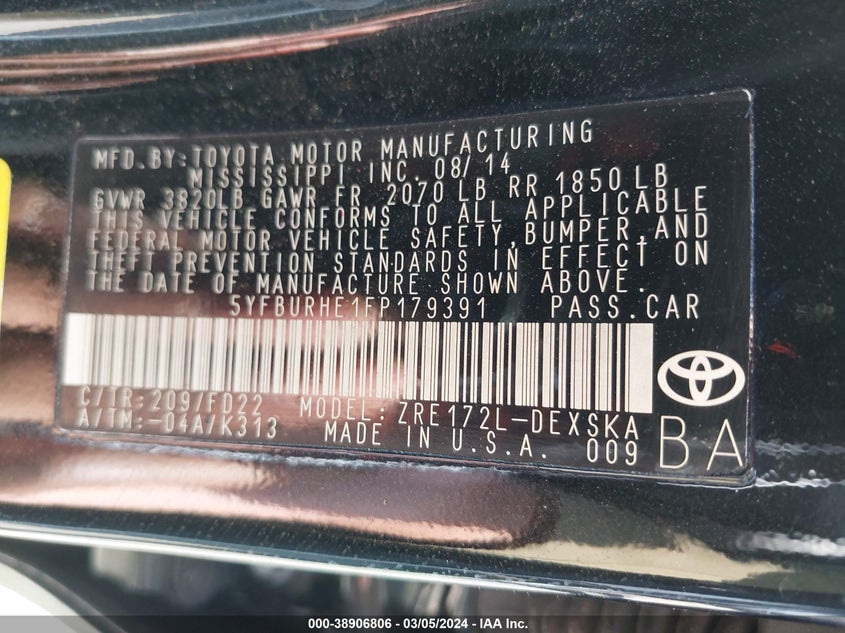 MFD.BY:TOYOTA MOTOR MANUFACTURING
MISSISSIPPI INC. 08/14
GVWR 3820LB GAWR FR 2070 LB RR 1850LB
THIS VEHICLE CONFORMS TO ALL APPLICABLE
FEDERAL MOTOR VEHICLE SAFETY,BUMPER,AND
THEFT PREVENTION STANDARDS IN EFFECT ON
THE DATE OF MANUFACTURE SHOWN ABOVE.
5YFBURHE1FP179391 PASS.CAR
C/TR:209/FD22 MODEL:ZRE172L-DEXSKA
A/TM:-04A/K313 MADE IN U.S.A. 009
BA
000-38906806 — 03/05/2024 — IAA Inc.